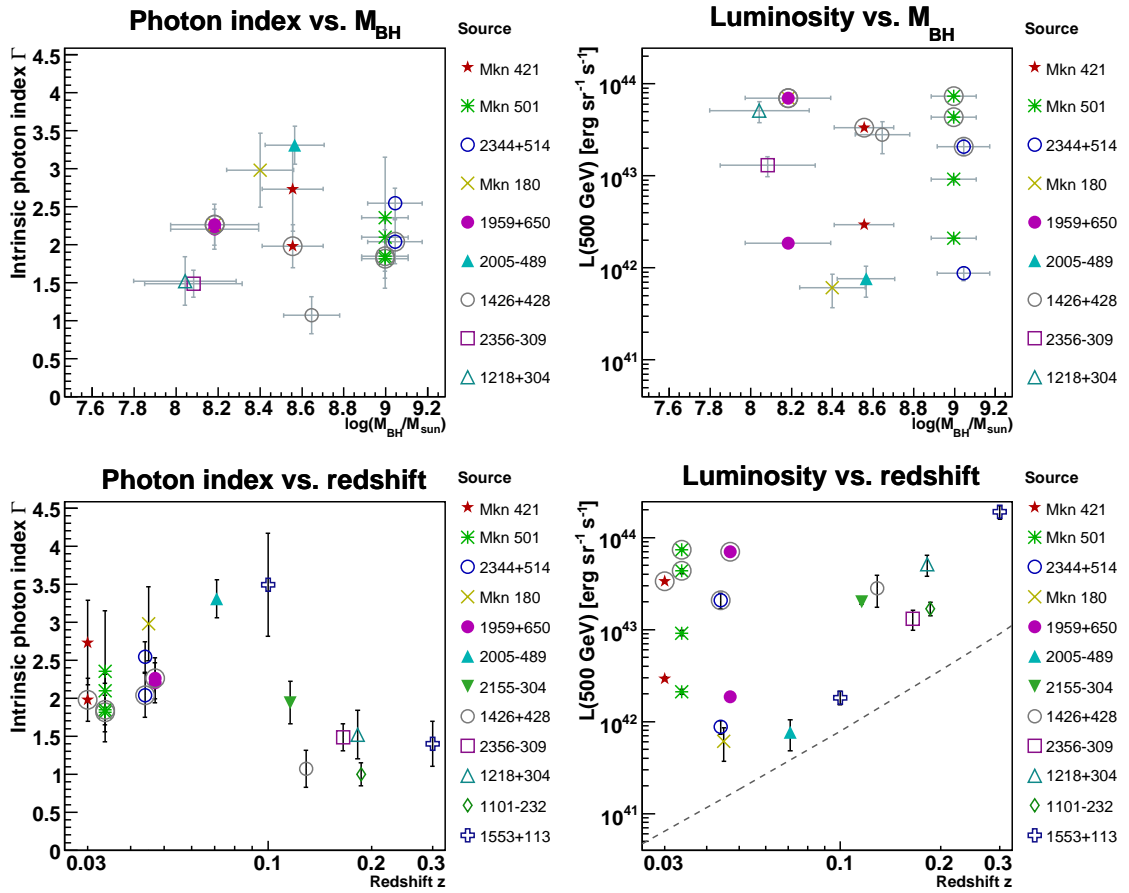 Photon index vs. M_BH
Source
Intrinsic photon index Γ
4.5
4
3.5
3
2.5
2
1.5
1
0.5
0
7.6 7.8 8 8.2 8.4 8.6 8.8 9 9.2
log(M_BH/M_sun)
Mkn 421
Mkn 501
2344+514
Mkn 180
1959+650
2005-489
1426+428
2356-309
1218+304
Luminosity vs. M_BH
Source
L(500 GeV) [erg sr^-1 s^-1]
10^44
10^43
10^42
10^41
7.6 7.8 8 8.2 8.4 8.6 8.8 9 9.2
log(M_BH/M_sun)
Mkn 421
Mkn 501
2344+514
Mkn 180
1959+650
2005-489
1426+428
2356-309
1218+304
Photon index vs. redshift
Source
Intrinsic photon index Γ
4.5
4
3.5
3
2.5
2
1.5
1
0.5
0
0.03 0.1 0.2 0.3
Redshift z
Mkn 421
Mkn 501
2344+514
Mkn 180
1959+650
2005-489
2155-304
1426+428
2356-309
1218+304
1101-232
1553+113
Luminosity vs. redshift
Source
L(500 GeV) [erg sr^-1 s^-1]
10^44
10^43
10^42
10^41
0.03 0.1 0.2 0.3
Redshift z
Mkn 421
Mkn 501
2344+514
Mkn 180
1959+650
2005-489
2155-304
1426+428
2356-309
1218+304
1101-232
1553+113